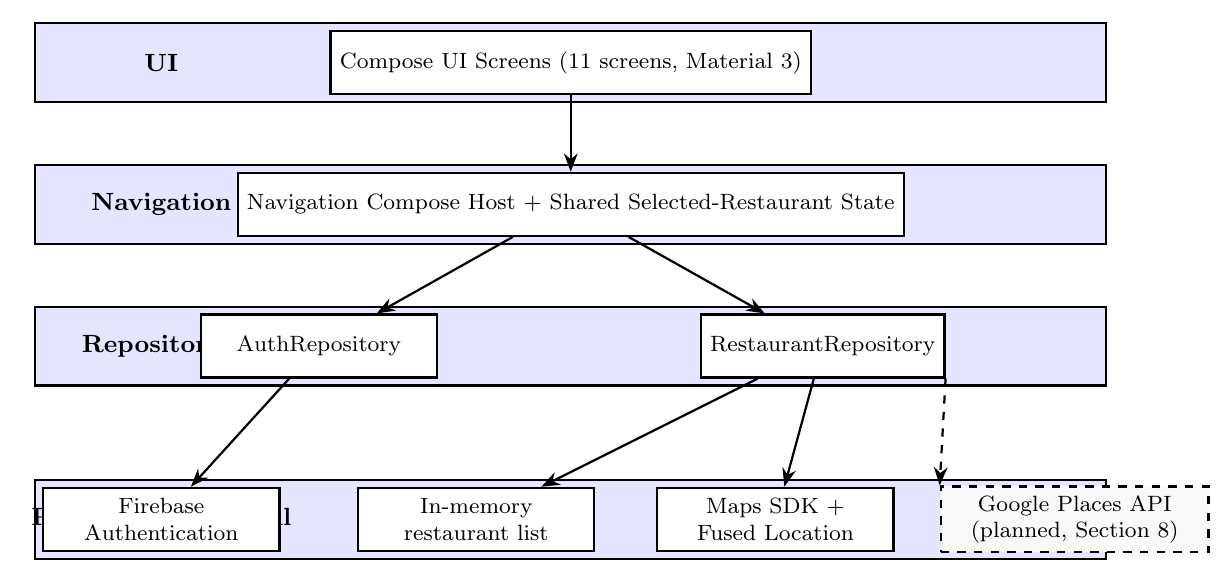 UI
Compose UI Screens (11 screens, Material 3)
Navigation
Navigation Compose Host + Shared Selected-Restaurant State
AuthRepository
RestaurantRepository
Firebase
Authentication
In-memory
restaurant list
Maps SDK +
Fused Location
Google Places API
(planned, Section 8)